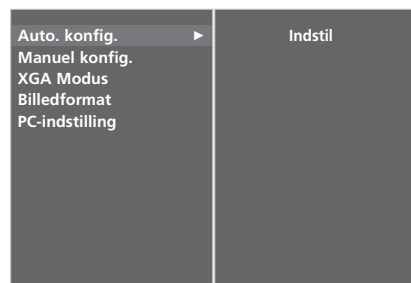 Auto. konfig. ► Indstil
Manuel konfig.
XGA Modus
Billedformat
PC-indstilling